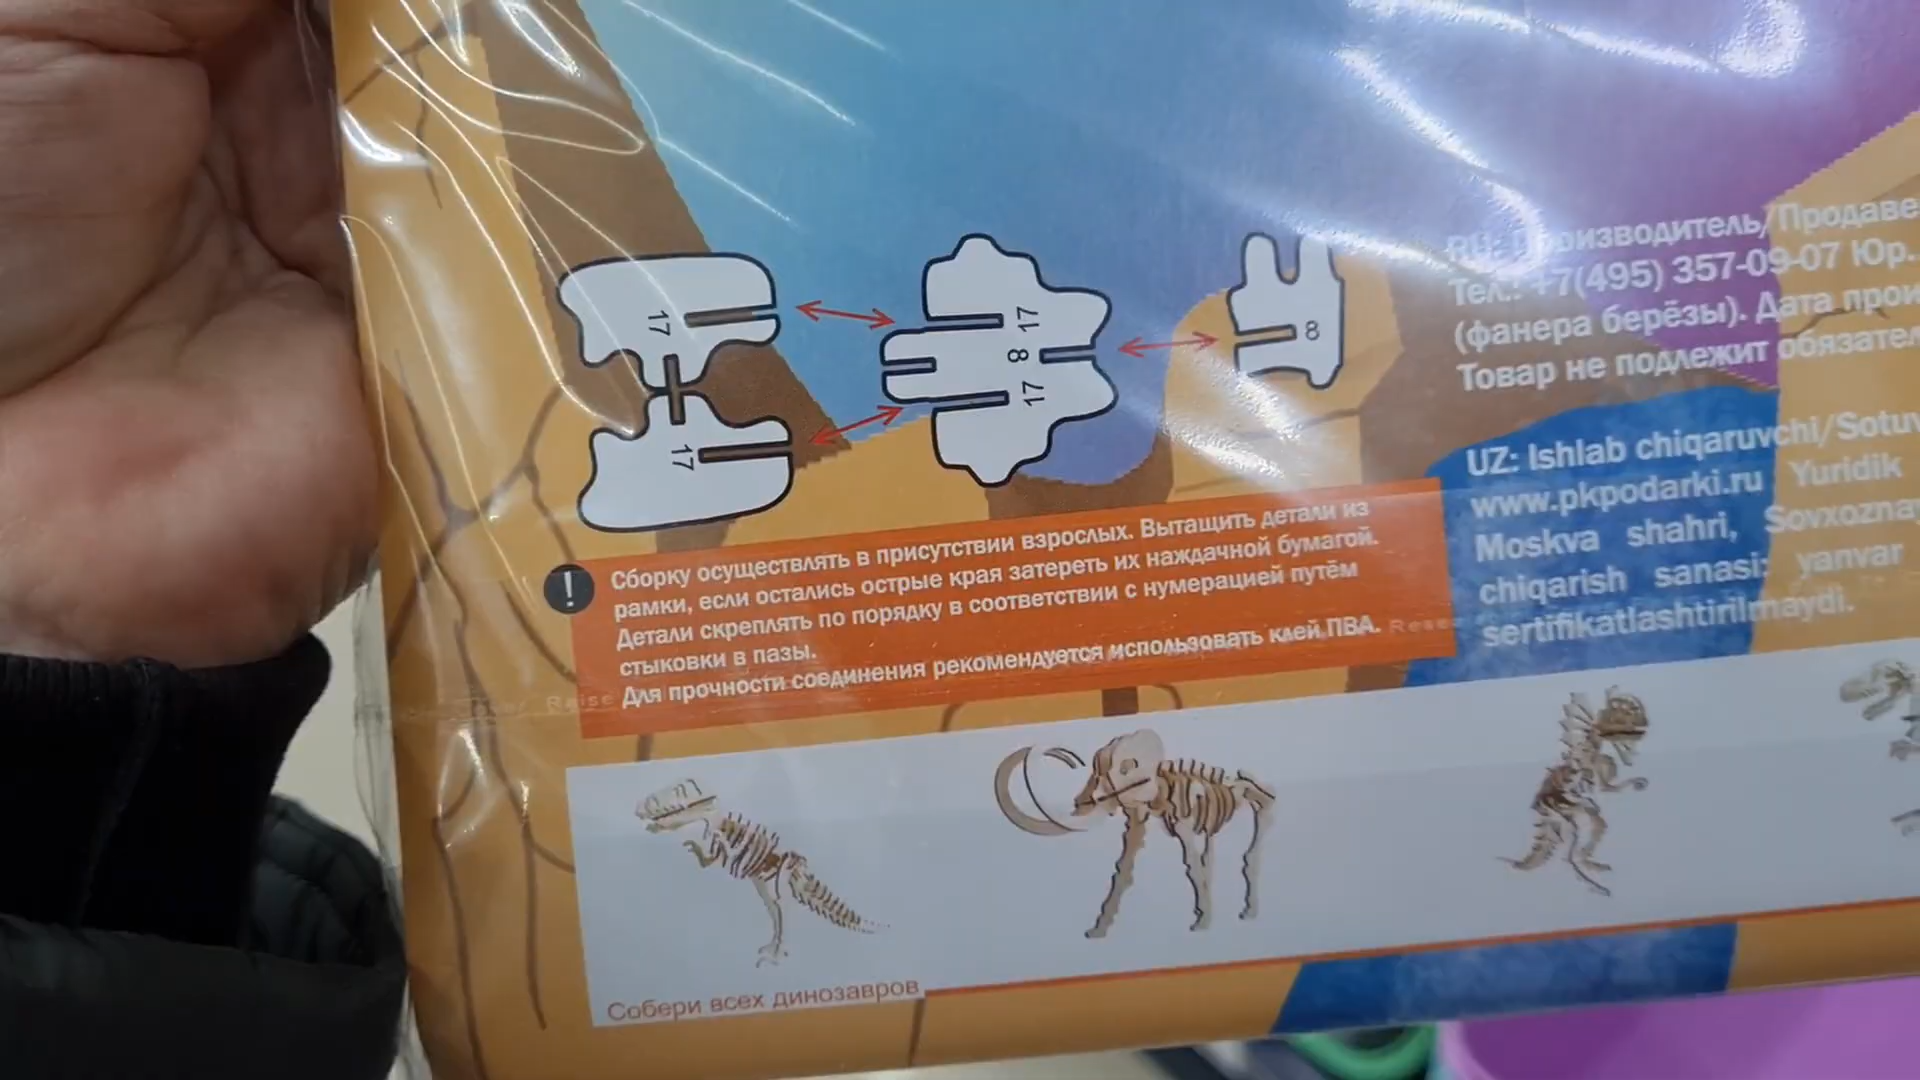 17
17
17
8
17
8
Производитель/Продаве
Тел.: +7(495) 357-09-07 Юр.
(фанера берёзы). Дата прои
Товар не подлежит обязател
UZ: Ishlab chiqaruvchi/Sotuv
www.pkpodarki.ru Yuridik
Moskva shahri, Sovxoznay
chiqarish sanasi: yanvar
sertifikatlashtirilmaydi.
!
Сборку осуществлять в присутствии взрослых. Вытащить детали из
рамки, если остались острые края затереть их наждачной бумагой.
Детали скреплять по порядку в соответствии с нумерацией путём
стыковки в пазы.
Для прочности соединения рекомендуется использовать клей ПВА.
Собери всех динозавров